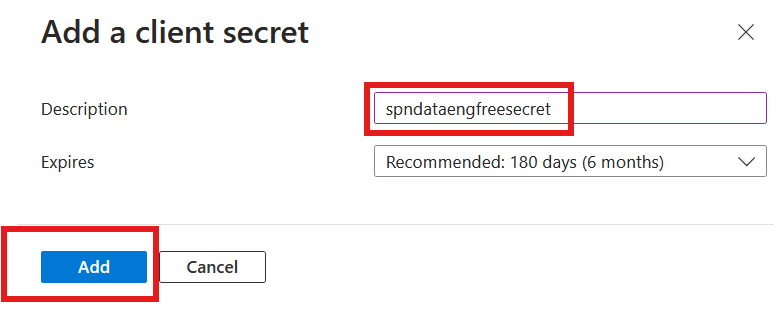 Add a client secret
Description
spndataengfreesecret
Expires
Recommended: 180 days (6 months)
Add
Cancel